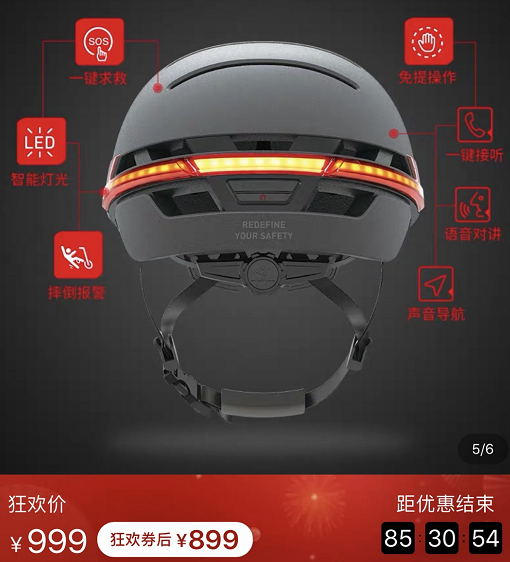 SOS
一键求救
免提操作
LED
智能灯光
一键接听
语音对讲
REDEFINE
YOUR SAFETY
摔倒报警
声音导航
5/6
狂欢价
距优惠结束
¥999
狂欢券后 ¥899
85:30:54